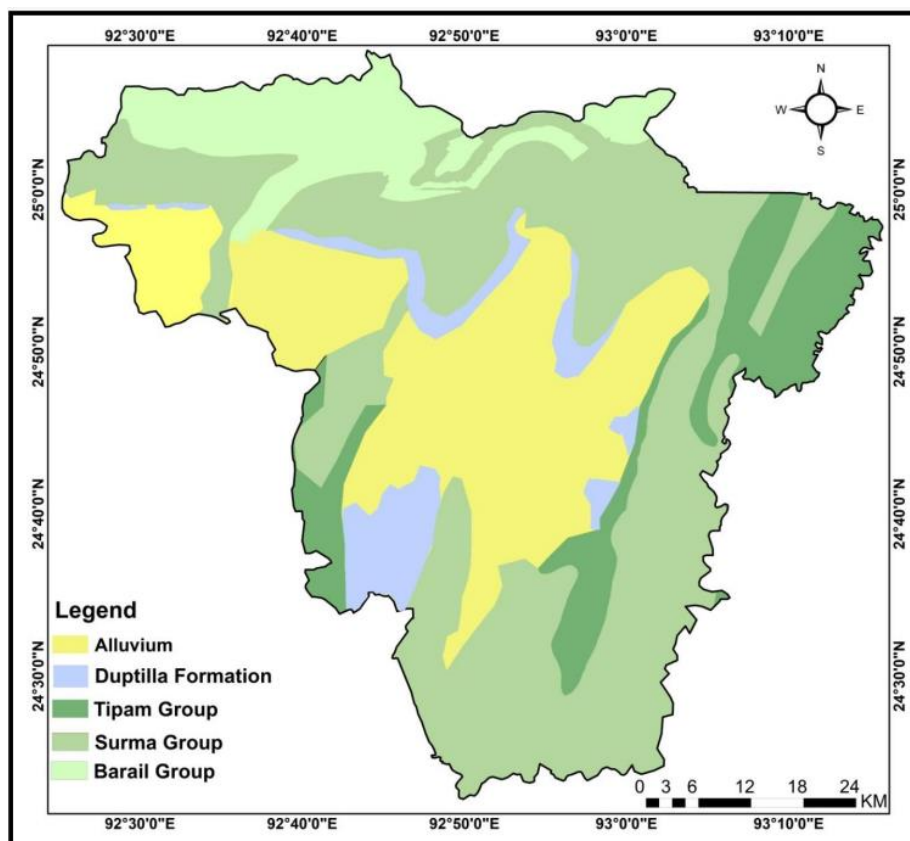 92°30'0"E 92°40'0"E 92°50'0"E 93°0'0"E 93°10'0"E
N
W E
S
25°0'0"N 25°0'0"N
24°50'0"N 24°50'0"N
24°40'0"N 24°40'0"N
24°30'0"N 24°30'0"N
Legend
Alluvium
Duptilla Formation
Tipam Group
Surma Group
Barail Group
0 3 6 12 18 24
KM
92°30'0"E 92°40'0"E 92°50'0"E 93°0'0"E 93°10'0"E